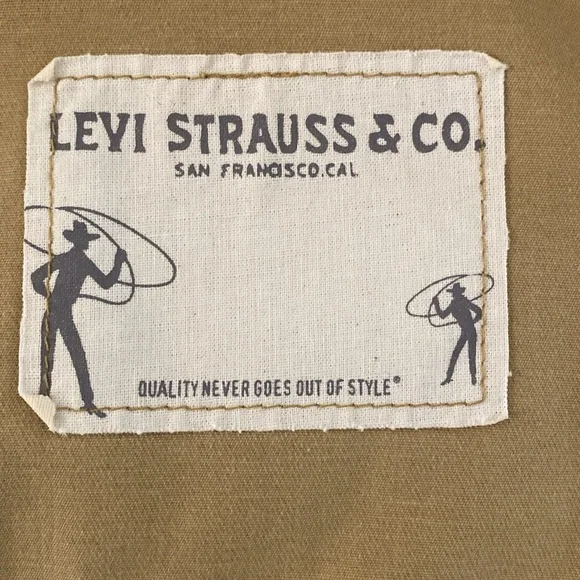 LEVI STRAUSS & CO.
SAN FRANCISCO.CAL
QUALITY NEVER GOES OUT OF STYLE®